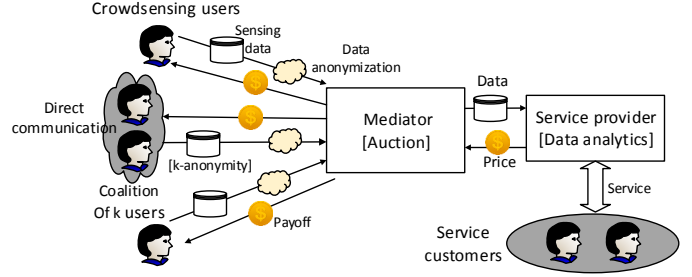 Crowdsensing users
Sensing
data
Data
anonymization
$
Direct
communication
$
[k-anonymity]
Coalition
Of k users
$
Payoff
Mediator
[Auction]
Data
$
Price
Service provider
[Data analytics]
Service
Service
customers